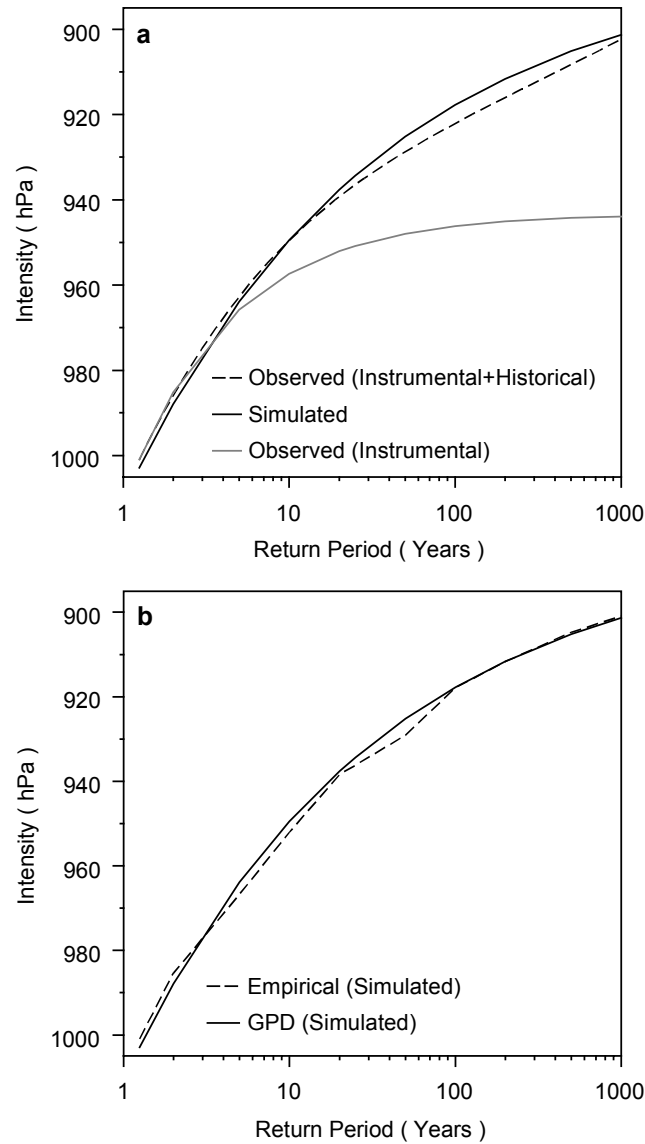 a
900
920
940
960
980
1000
Intensity ( hPa )
Observed (Instrumental+Historical)
Simulated
Observed (Instrumental)
1 10 100 1000
Return Period ( Years )
b
900
920
940
960
980
1000
Intensity ( hPa )
Empirical (Simulated)
GPD (Simulated)
1 10 100 1000
Return Period ( Years )